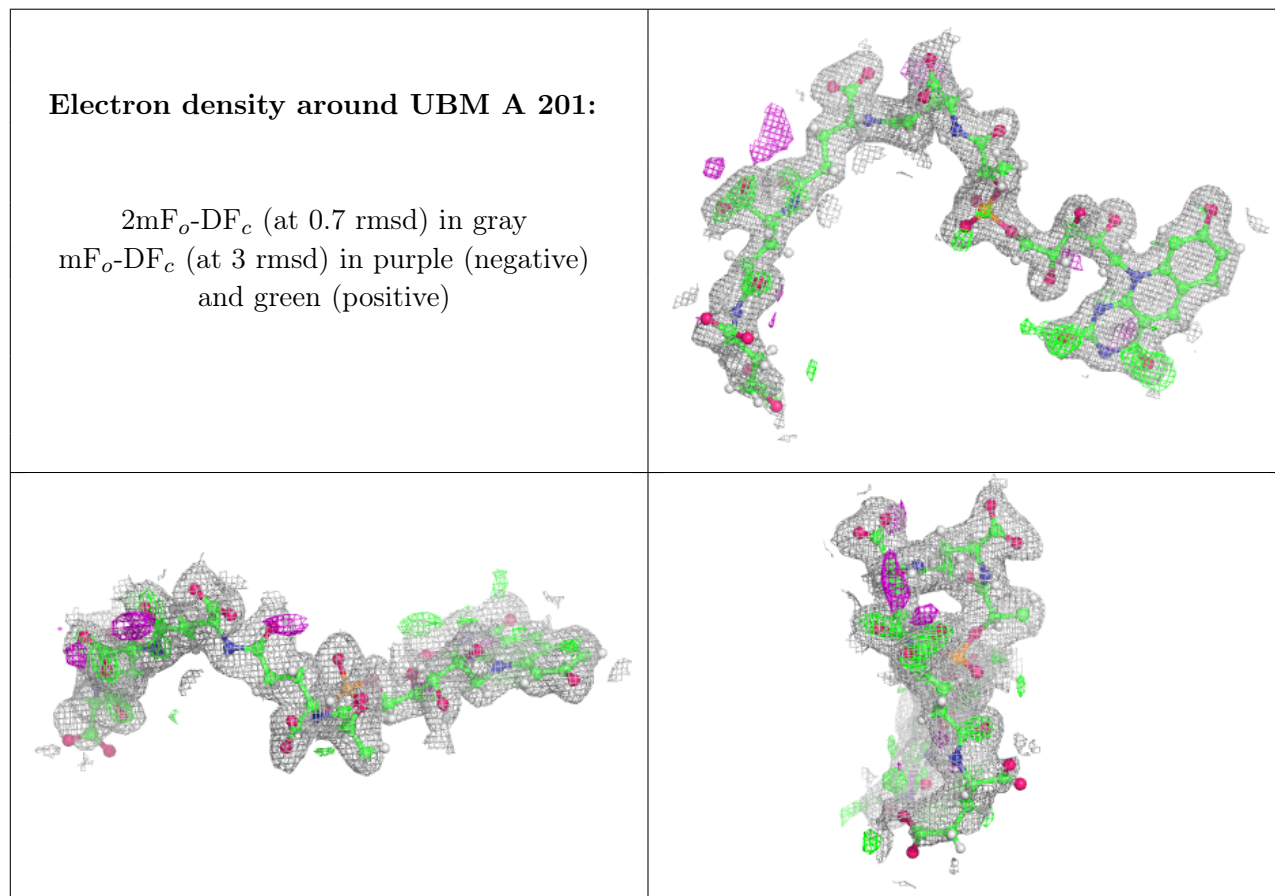 Electron density around UBM A 201:
2mFo-DFc (at 0.7 rmsd) in gray
mFo-DFc (at 3 rmsd) in purple (negative)
and green (positive)